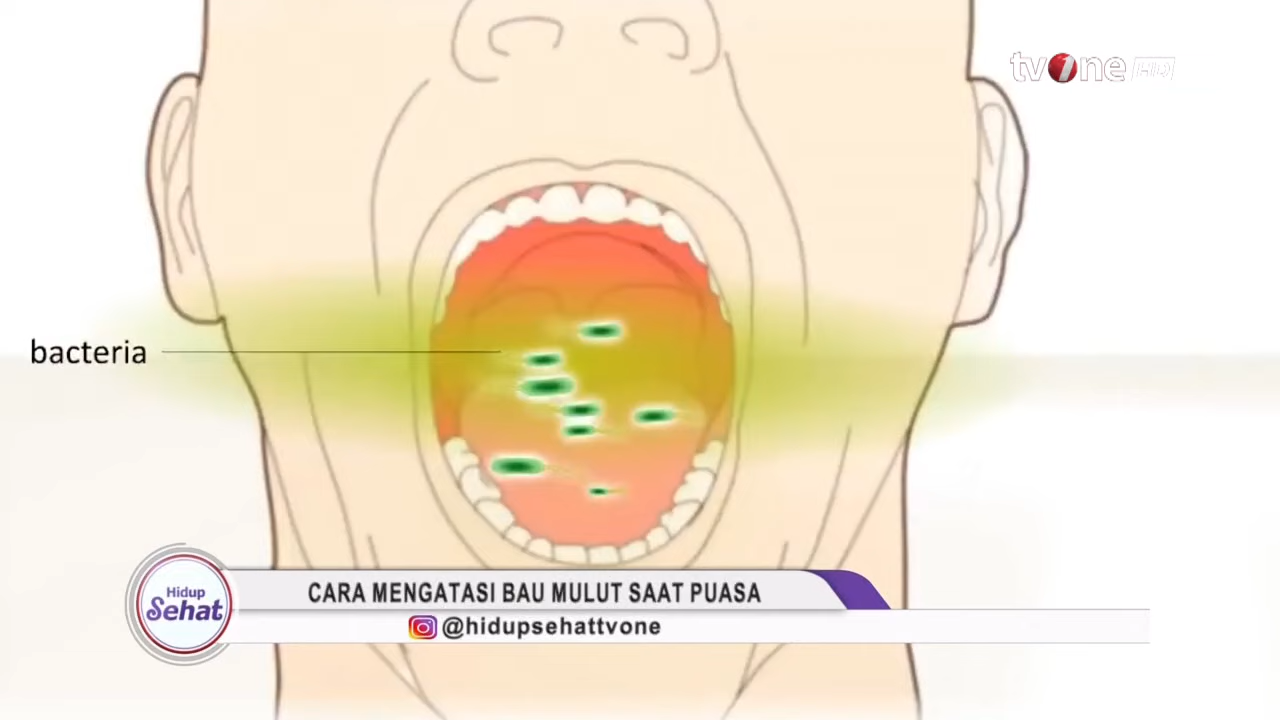 tvOne HD
bacteria
Hidup
Sehat
CARA MENGATASI BAU MULUT SAAT PUASA
@hidupsehattvone